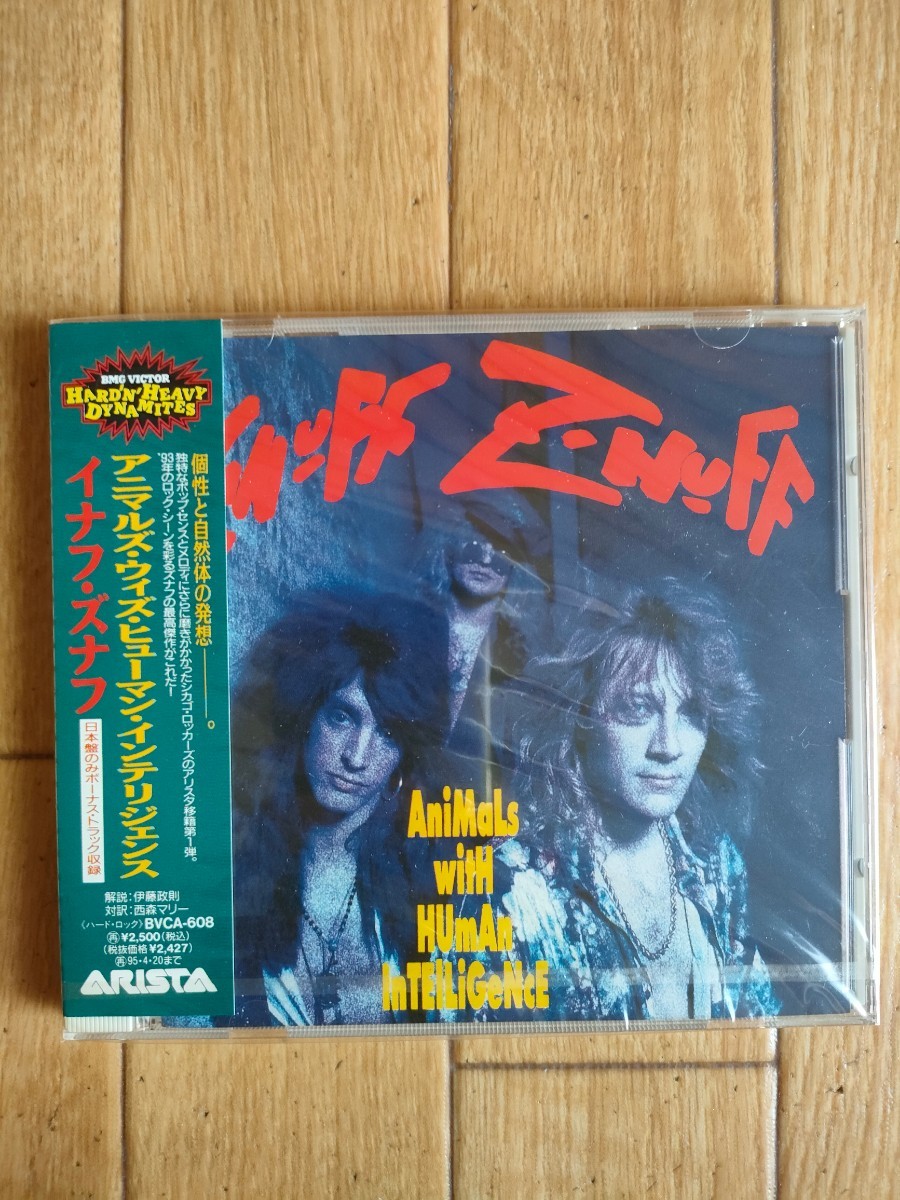 BMG VICTOR
HARD'N'HEAVY
DYNAMITES
個性と自然体の発想───。
独特なポップ・センスとメロディにさらに磨きがかかったシカゴ・ロッカーズのアリスタ移籍第1弾。
'93年のロック・シーンを彩るズナフの最高傑作がこれだ!
アニマルズ・ウィズ・ヒューマン・インテリジェンス
イナフ・ズナフ
日本盤のみボーナス・トラック収録
解説:伊藤政則
対訳:西森マリー
《ハード・ロック》BVCA-608
再¥2,500(税込)
(税抜価格¥2,427)
再95・4・20まで
ARISTA
Z'NUFF
AniMaLs
witH
HUmAn
InTElLiGeNcE